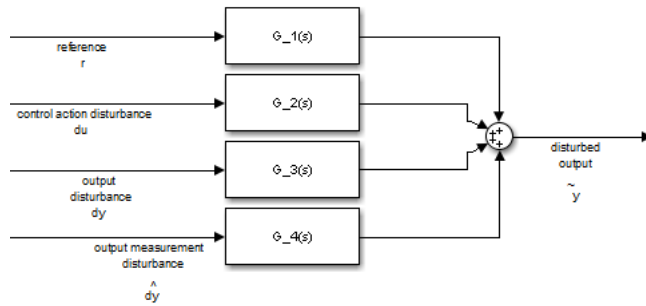 G_1(s)
reference
r
G_2(s)
control action disturbance
du
G_3(s)
output
disturbance
dy
G_4(s)
output measurement
disturbance
^
dy
+
+
+
+
disturbed
output
~
y